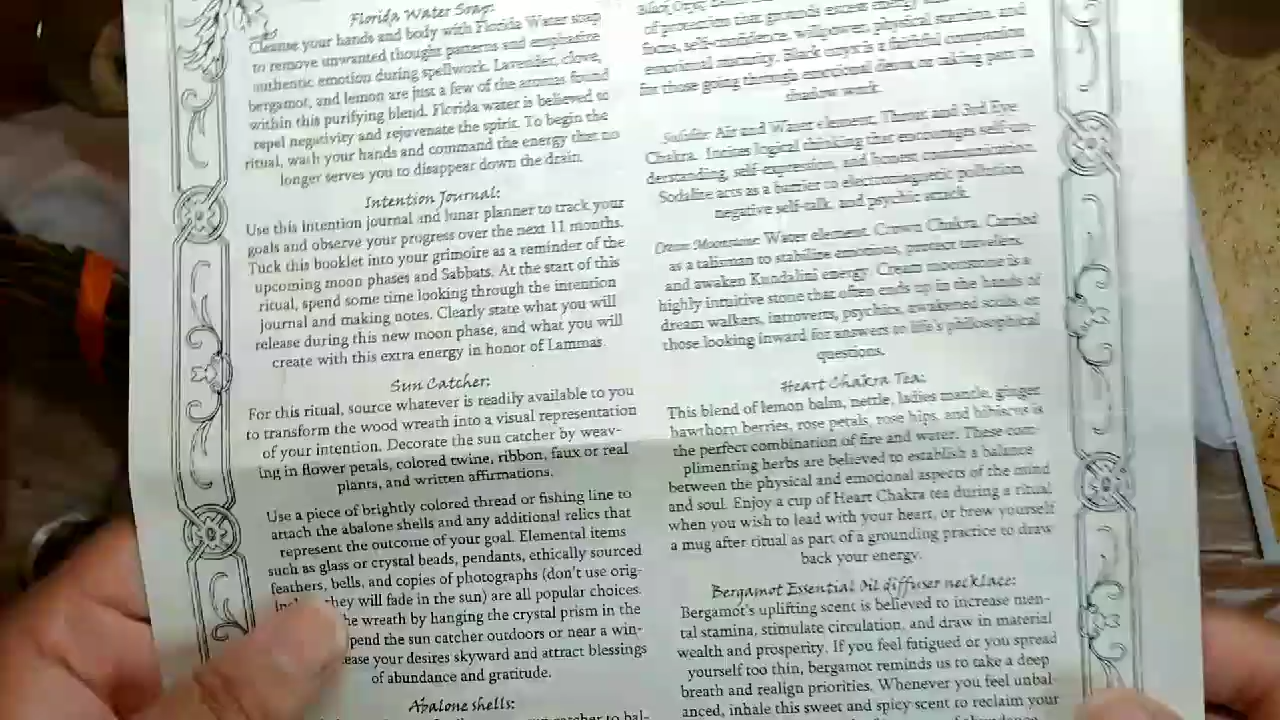 Florida Water Soap:
Cleanse your hands and body with Florida Water soap
to remove unwanted thought patterns and emphasize
authentic emotion during spellwork. Lavender, clove,
bergamot, and lemon are just a few of the aromas found
within this purifying blend. Florida water is believed to
repel negativity and rejuvenate the spirit. To begin the
ritual, wash your hands and command the energy that no
longer serves you to disappear down the drain.
Intention Journal:
Use this intention journal and lunar planner to track your
goals and observe your progress over the next 11 months.
Tuck this booklet into your grimoire as a reminder of the
upcoming moon phases and Sabbats. At the start of this
ritual, spend some time looking through the intention
journal and making notes. Clearly state what you will
release during this new moon phase, and what you will
create with this extra energy in honor of Lammas.
Sun Catcher:
For this ritual, source whatever is readily available to you
to transform the wood wreath into a visual representation
of your intention. Decorate the sun catcher by weav-
ing in flower petals, colored twine, ribbon, faux or real
plants, and written affirmations.
Use a piece of brightly colored thread or fishing line to
attach the abalone shells and any additional relics that
represent the outcome of your goal. Elemental items
such as glass or crystal beads, pendants, ethically sourced
feathers, bells, and copies of photographs (don't use orig-
they will fade in the sun) are all popular choices.
he wreath by hanging the crystal prism in the
pend the sun catcher outdoors or near a win-
ease your desires skyward and attract blessings
of abundance and gratitude.
Abalone shells:
catcher to bal-
Black Onyx:
of protection that grounds excess energy
focus, self-confidence, willpower, physical stamina, and
emotional maturity. Black onyx is a faithful companion
for those going through emotional detox or taking part in
shadow work.
Sodalite: Air and Water element. Throat and 3rd Eye
Chakra. Incites logical thinking that encourages self-un-
derstanding, self-expression, and honest communication.
Sodalite acts as a barrier to electromagnetic pollution,
negative self-talk, and psychic attack.
Cream Moonstone: Water element. Crown Chakra. Carried
as a talisman to stabilize emotions, protect travelers,
and awaken Kundalini energy. Cream moonstone is a
highly intuitive stone that often ends up in the hands of
dream walkers, introverts, psychics, awakened souls, or
those looking inward for answers to life's philosophical
questions.
Heart Chakra Tea:
This blend of lemon balm, nettle, ladies mantle, ginger
hawthorn berries, rose petals, rose hips, and hibiscus is
the perfect combination of fire and water. These com-
plimenting herbs are believed to establish a balance
between the physical and emotional aspects of the mind
and soul. Enjoy a cup of Heart Chakra tea during a ritual
when you wish to lead with your heart, or brew yourself
a mug after ritual as part of a grounding practice to draw
back your energy.
Bergamot Essential Oil diffuser necklace:
Bergamot's uplifting scent is believed to increase men-
tal stamina, stimulate circulation, and draw in material
wealth and prosperity. If you feel fatigued or you spread
yourself too thin, bergamot reminds us to take a deep
breath and realign priorities. Whenever you feel unbal-
anced, inhale this sweet and spicy scent to reclaim your